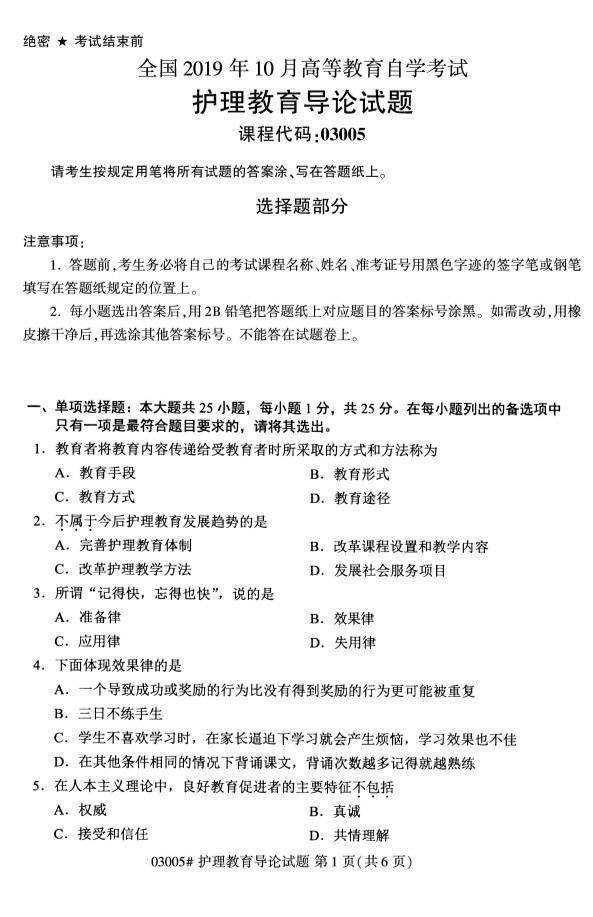 绝密 ★ 考试结束前
全国 2019 年 10 月高等教育自学考试
护理教育导论试题
课程代码:03005
请考生按规定用笔将所有试题的答案涂、写在答题纸上。
选择题部分
注意事项:
1. 答题前,考生务必将自己的考试课程名称、姓名、准考证号用黑色字迹的签字笔或钢笔
填写在答题纸规定的位置上。
2. 每小题选出答案后,用 2B 铅笔把答题纸上对应题目的答案标号涂黑。如需改动,用橡
皮擦干净后,再选涂其他答案标号。不能答在试题卷上。
一、单项选择题：本大题共 25 小题，每小题 1 分，共 25 分。在每小题列出的备选项中
只有一项是最符合题目要求的，请将其选出。
1．教育者将教育内容传递给受教育者时所采取的方式和方法称为
A．教育手段 B．教育形式
C．教育方式 D．教育途径
2．不属于今后护理教育发展趋势的是
A．完善护理教育体制 B．改革课程设置和教学内容
C．改革护理教学方法 D．发展社会服务项目
3．所谓“记得快，忘得也快”，说的是
A．准备律 B．效果律
C．应用律 D．失用律
4．下面体现效果律的是
A．一个导致成功或奖励的行为比没有得到奖励的行为更可能被重复
B．三日不练手生
C．学生不喜欢学习时，在家长逼迫下学习就会产生烦恼，学习效果也不佳
D．在其他条件相同的情况下背诵课文，背诵次数越多记得就越熟练
5．在人本主义理论中，良好教育促进者的主要特征不包括
A．权威 B．真诚
C．接受和信任 D．共情理解
03005# 护理教育导论试题 第 1 页(共 6 页)